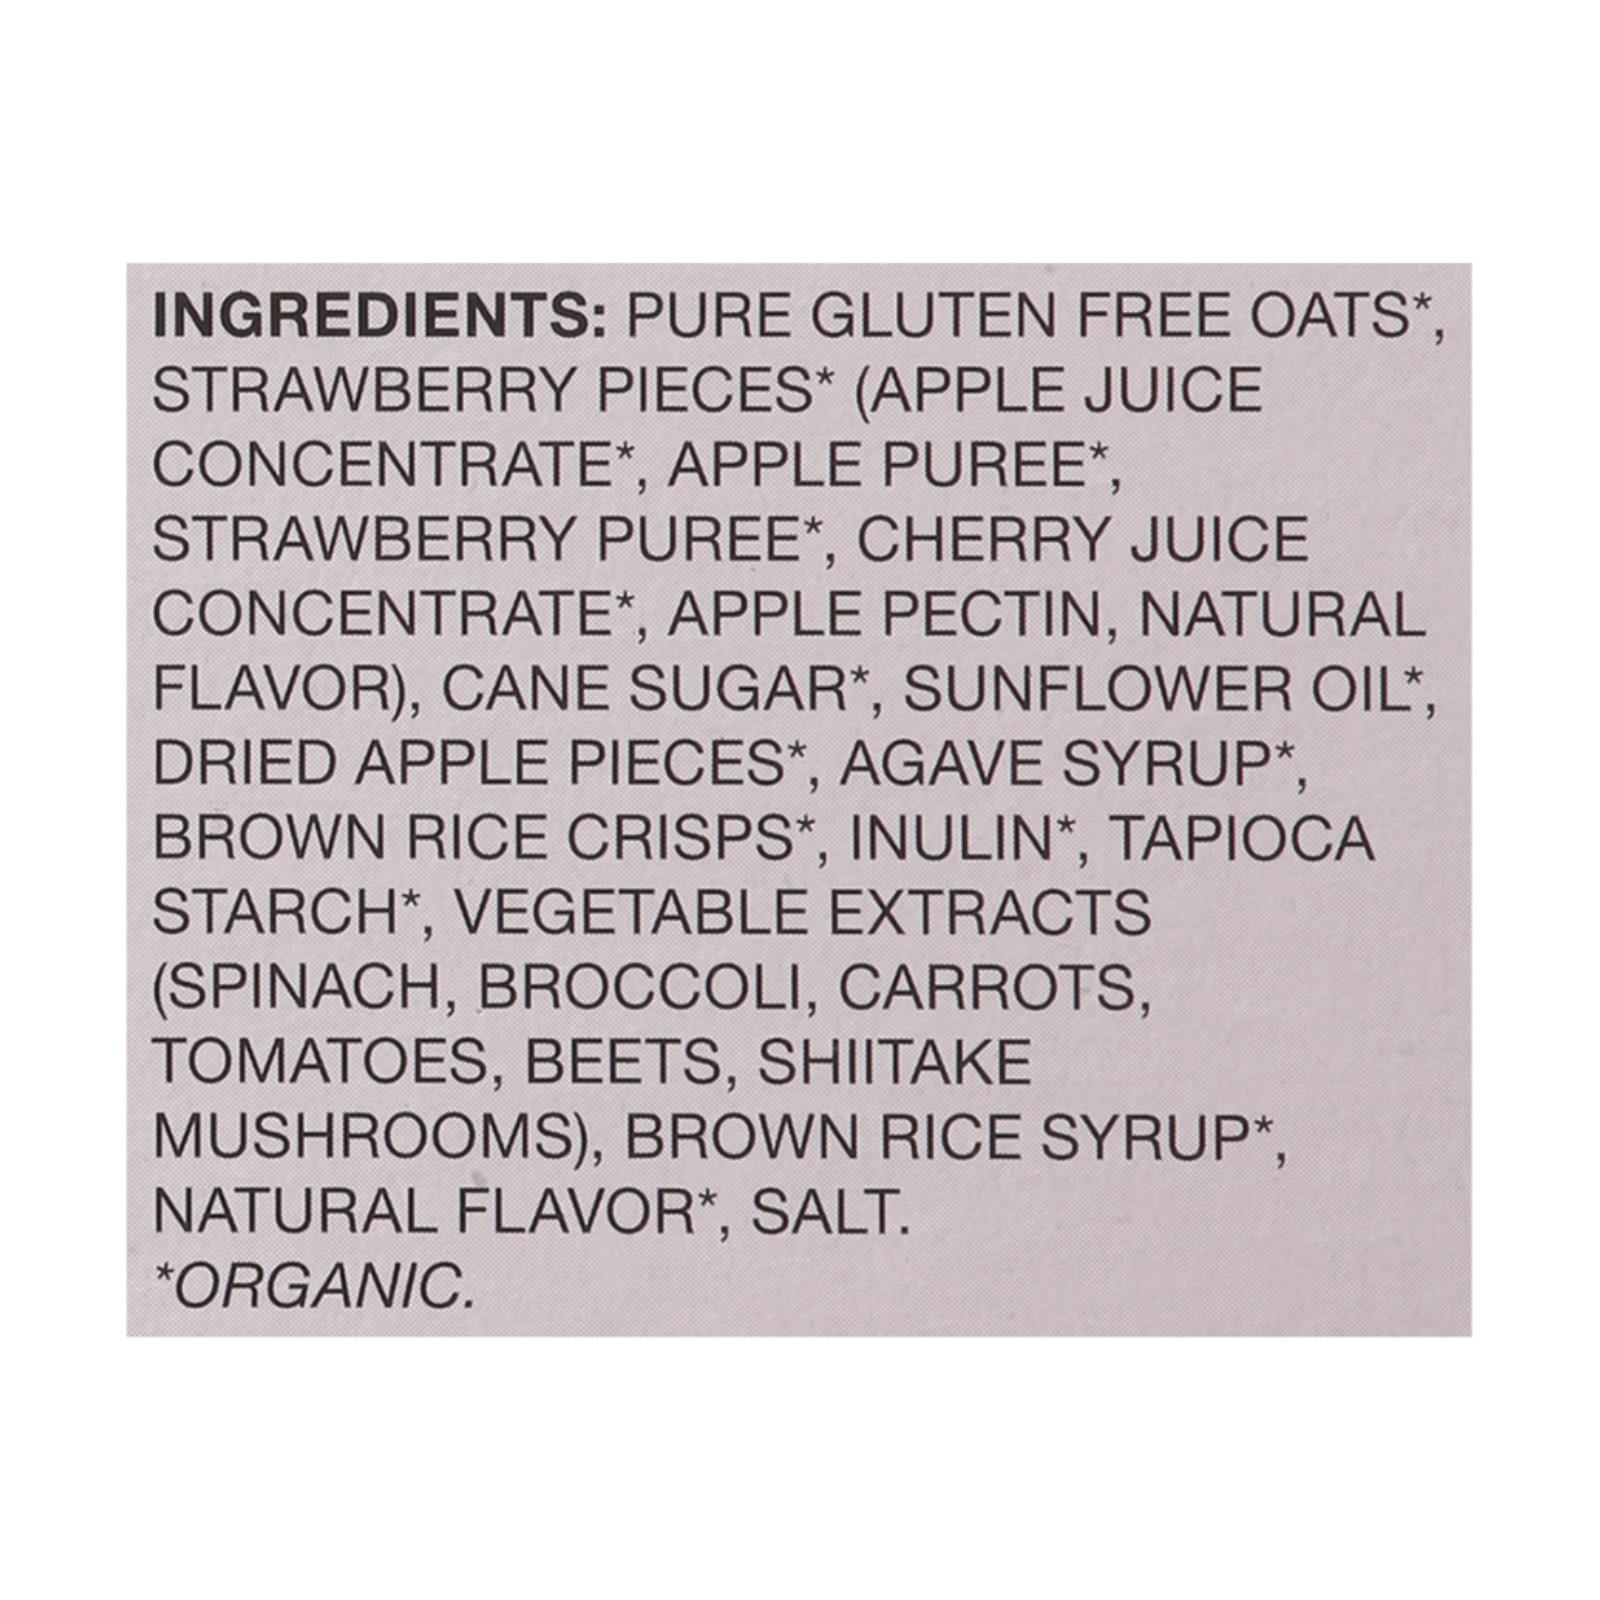 INGREDIENTS: PURE GLUTEN FREE OATS*,
STRAWBERRY PIECES* (APPLE JUICE
CONCENTRATE*, APPLE PUREE*,
STRAWBERRY PUREE*, CHERRY JUICE
CONCENTRATE*, APPLE PECTIN, NATURAL
FLAVOR), CANE SUGAR*, SUNFLOWER OIL*,
DRIED APPLE PIECES*, AGAVE SYRUP*,
BROWN RICE CRISPS*, INULIN*, TAPIOCA
STARCH*, VEGETABLE EXTRACTS
(SPINACH, BROCCOLI, CARROTS,
TOMATOES, BEETS, SHIITAKE
MUSHROOMS), BROWN RICE SYRUP*,
NATURAL FLAVOR*, SALT.
*ORGANIC.